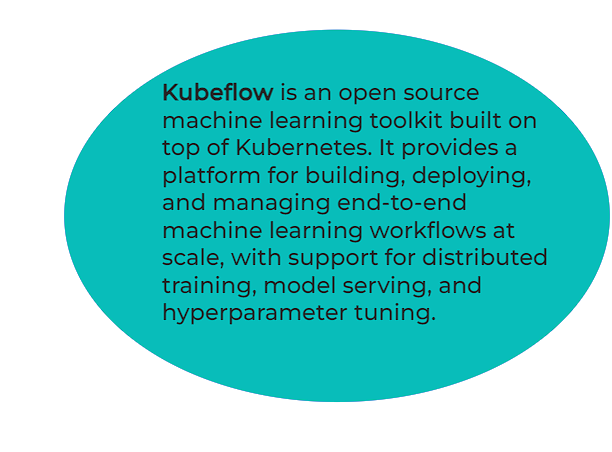 Kubeflow is an open source
machine learning toolkit built on
top of Kubernetes. It provides a
platform for building, deploying,
and managing end-to-end
machine learning workflows at
scale, with support for distributed
training, model serving, and
hyperparameter tuning.